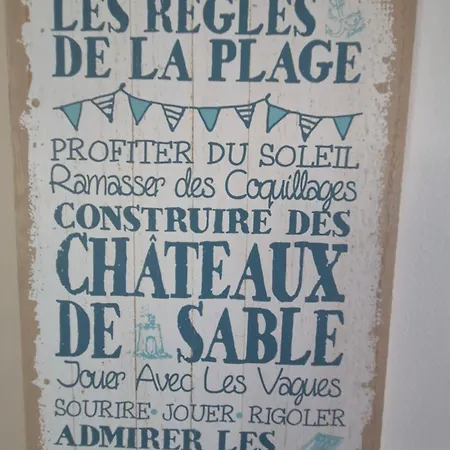 LES RÈGLES
DE LA PLAGE
PROFITER DU SOLEIL
Ramasser des Coquillages
CONSTRUIRE DES
CHÂTEAUX
DE SABLE
Jouer Avec Les Vagues
SOURIRE • JOUER • RIGOLER
ADMIRER LES